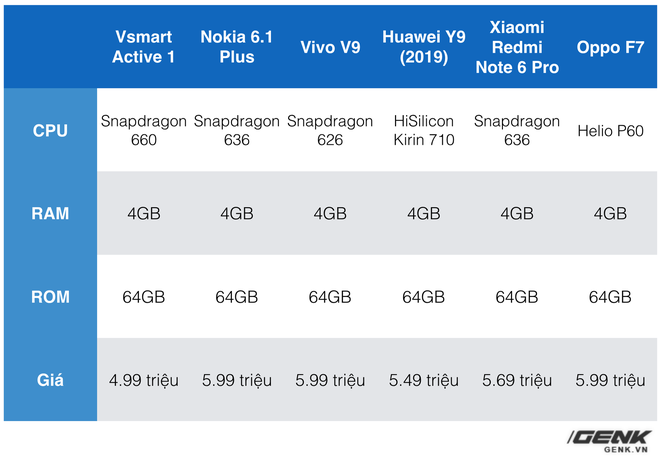 Vsmart Active 1
Nokia 6.1 Plus
Vivo V9
Huawei Y9 (2019)
Xiaomi Redmi Note 6 Pro
Oppo F7
CPU
Snapdragon 660
Snapdragon 636
Snapdragon 626
HiSilicon Kirin 710
Snapdragon 636
Helio P60
RAM
4GB
4GB
4GB
4GB
4GB
4GB
ROM
64GB
64GB
64GB
64GB
64GB
64GB
Giá
4.99 triệu
5.99 triệu
5.99 triệu
5.49 triệu
5.69 triệu
5.99 triệu
GENK
GENK.VN